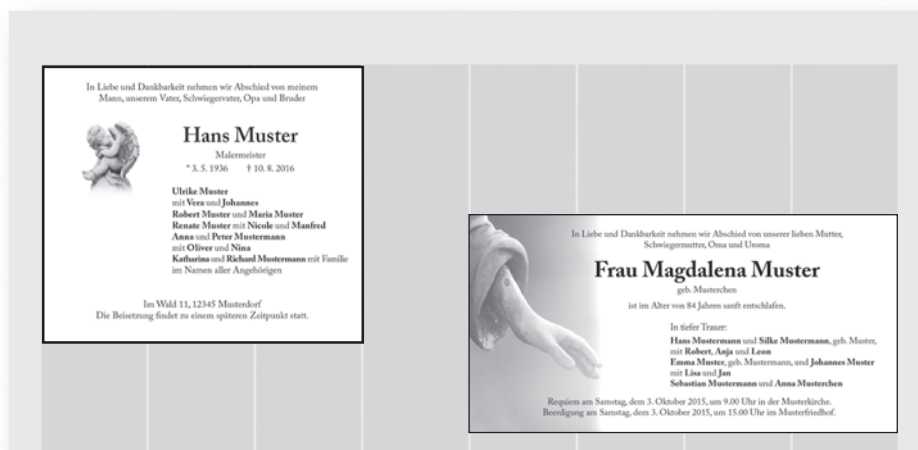 In Liebe und Dankbarkeit nehmen wir Abschied von meinem
Mann, unserem Vater, Schwiegervater, Opa und Bruder
Hans Muster
Malermeister
* 3. 5. 1936 † 10. 8. 2016
Ulrike Muster
mit Vera und Johannes
Robert Muster und Maria Muster
Renate Muster mit Nicole und Manfred
Anna und Peter Mustermann
mit Oliver und Nina
Katharina und Richard Mustermann mit Familie
im Namen aller Angehörigen
Im Wald 11, 12345 Musterdorf
Die Beisetzung findet zu einem späteren Zeitpunkt statt.
In Liebe und Dankbarkeit nehmen wir Abschied von unserer lieben Mutter,
Schwiegermutter, Oma und Uroma
Frau Magdalena Muster
geb. Musterchen
ist im Alter von 84 Jahren sanft entschlafen.
In tiefer Trauer:
Hans Mustermann und Silke Mustermann, geb. Muster,
mit Robert, Anja und Leon
Emma Muster, geb. Mustermann, und Johannes Muster
mit Lisa und Jan
Sebastian Mustermann und Anna Musterchen
Requiem am Samstag, dem 3. Oktober 2015, um 9.00 Uhr in der Musterkirche.
Beerdigung am Samstag, dem 3. Oktober 2015, um 15.00 Uhr im Musterfriedhof.